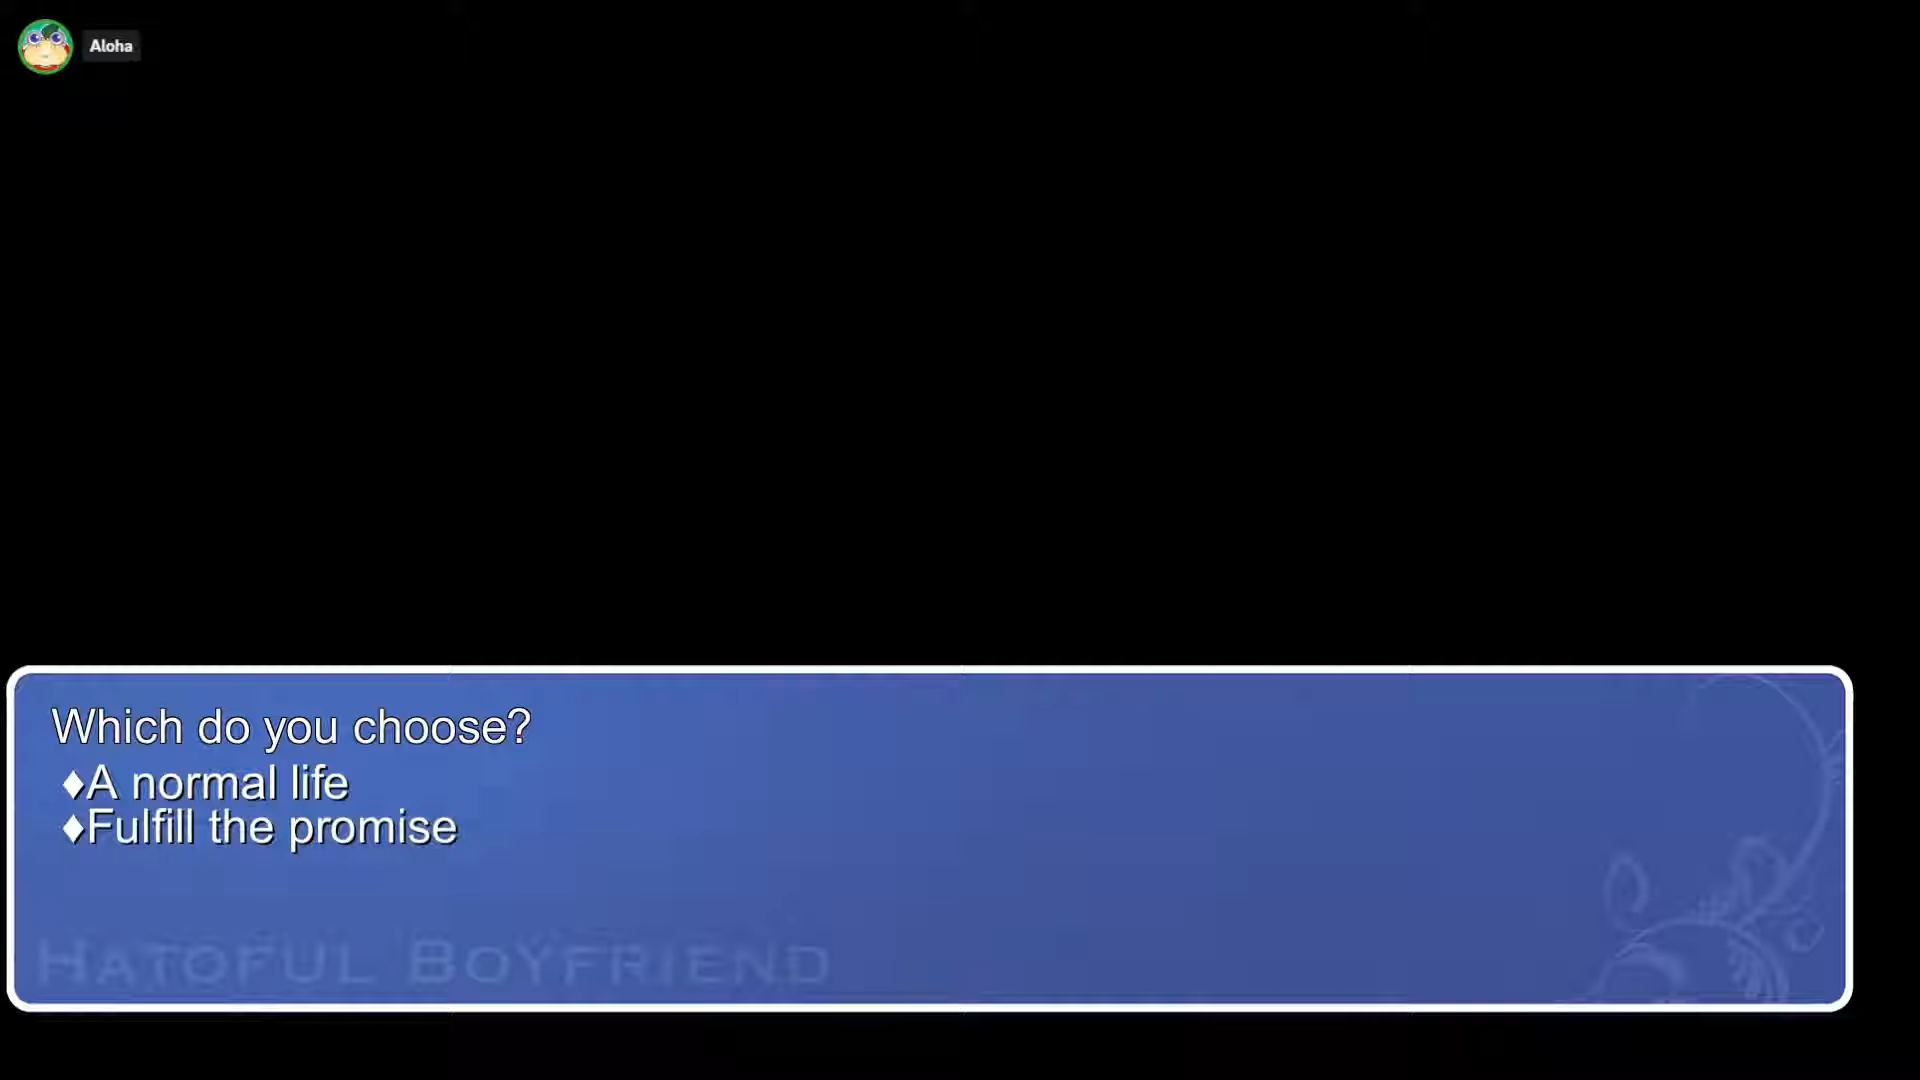 Aloha
Which do you choose?
♦A normal life
♦Fulfill the promise
HATOFUL BOYFRIEND